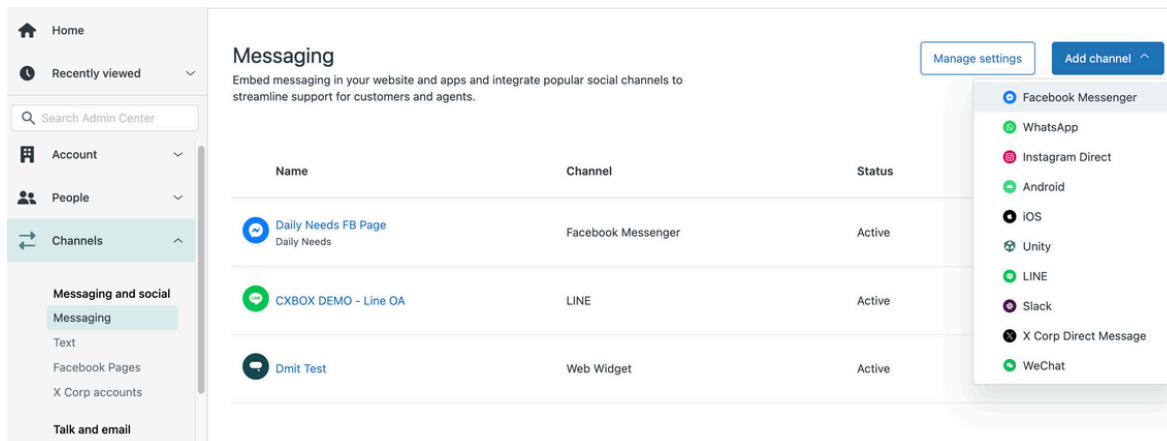 Home
Recently viewed
Search Admin Center
Account
People
Channels
Messaging and social
Messaging
Text
Facebook Pages
X Corp accounts
Talk and email
Messaging
Embed messaging in your website and apps and integrate popular social channels to
streamline support for customers and agents.
Manage settings
Add channel
Facebook Messenger
WhatsApp
Instagram Direct
Android
iOS
Unity
LINE
Slack
X Corp Direct Message
WeChat
Name Channel Status
Daily Needs FB Page Facebook Messenger Active
Daily Needs
CXBOX DEMO - Line OA LINE Active
Dmit Test Web Widget Active